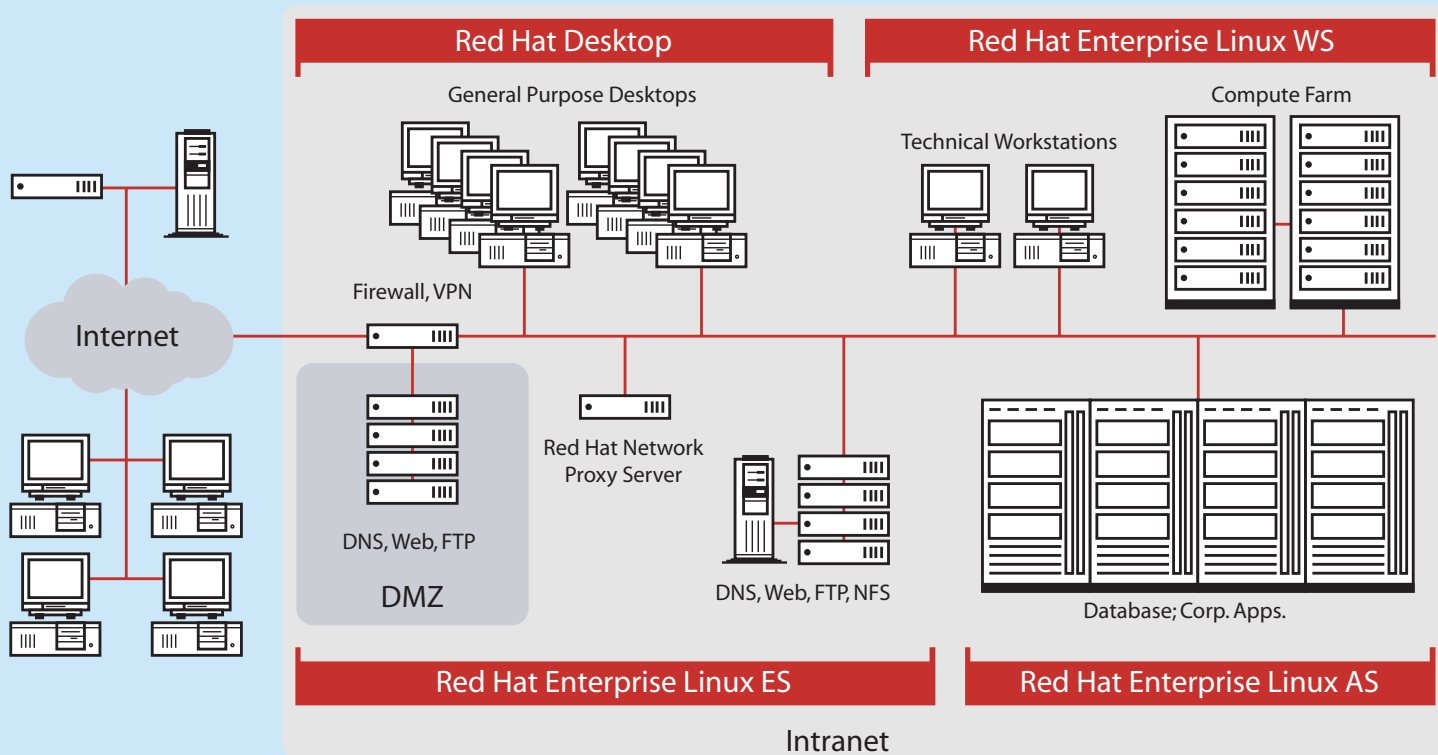 Red Hat Desktop
Red Hat Enterprise Linux WS
General Purpose Desktops
Compute Farm
Technical Workstations
Firewall, VPN
Internet
Red Hat Network
Proxy Server
DNS, Web, FTP
DMZ
DNS, Web, FTP, NFS
Database; Corp. Apps.
Red Hat Enterprise Linux ES
Red Hat Enterprise Linux AS
Intranet